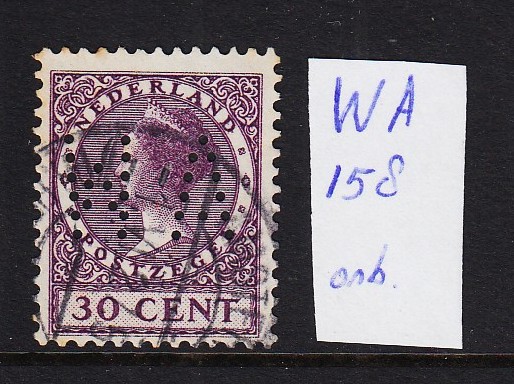 NEDERLAND
POSTZEGEL
30 CENT
WA
158
onb.